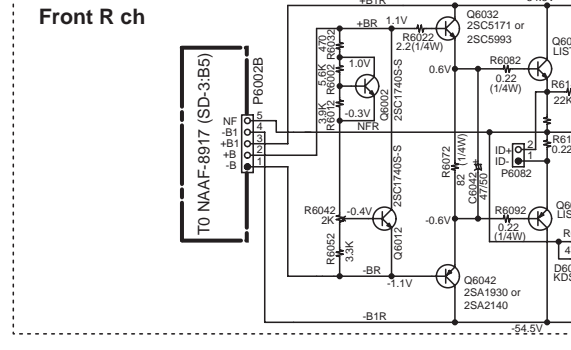 +B1R
Front R ch
TO NAAF-8917 (SD-3:B5)
P6002B
NF 5
-B1 4
+B1 3
+B 2
-B 1
+BR 1.1V
R6032
470
R6002
5.6K
R6012
3.9K
1.0V
-0.3V
NFR
Q6002
2SC1740S-S
R6022
2.2(1/4W)
Q6032
2SC5171 or
2SC5993
0.6V
R6082
0.22
(1/4W)
22K
R6072
82 (1/4W)
C6042
47/50
ID+ 2
ID- 1
P6082
0.22
R6042
2K
-0.4V
R6052
3.3K
2SC1740S-S
Q6012
-0.6V
R6092
0.22
(1/4W)
-BR
-1.1V
Q6042
2SA1930 or
2SA2140
-B1R
-54.5V